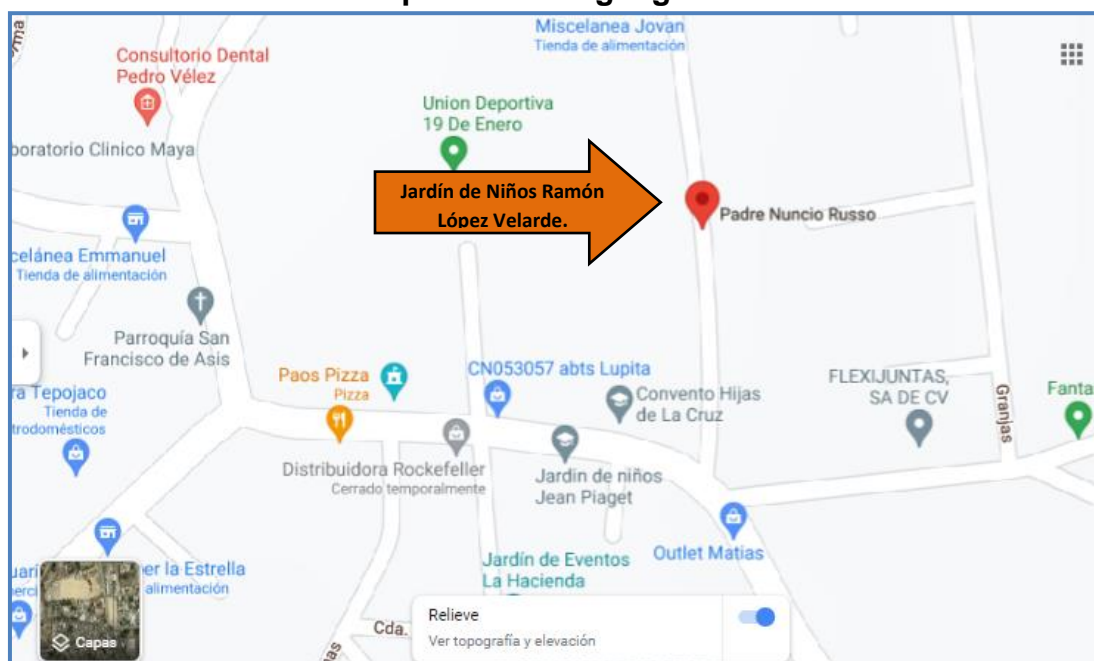 Miscelanea Jovan
Tienda de alimentación
Consultorio Dental
Pedro Vélez
Union Deportiva
19 De Enero
boratorio Clinico Maya
Jardín de Niños Ramón
López Velarde.
Padre Nuncio Russo
celánea Emmanuel
Tienda de alimentación
Parroquía San
Francisco de Asis
Paos Pizza
Pizza
CN053057 abts Lupita
Convento Hijas
de La Cruz
FLEXIJUNTAS,
SA DE CV
Granjas
Fanta
ra Tepojaco
Tienda de
trodomésticos
Distribuidora Rockefeller
Cerrado temporalmente
Jardin de niños
Jean Piaget
Outlet Matias
Jardín de Eventos
La Hacienda
er la Estrella
alimentación
Capas
Cda.
Relieve
Ver topografía y elevación